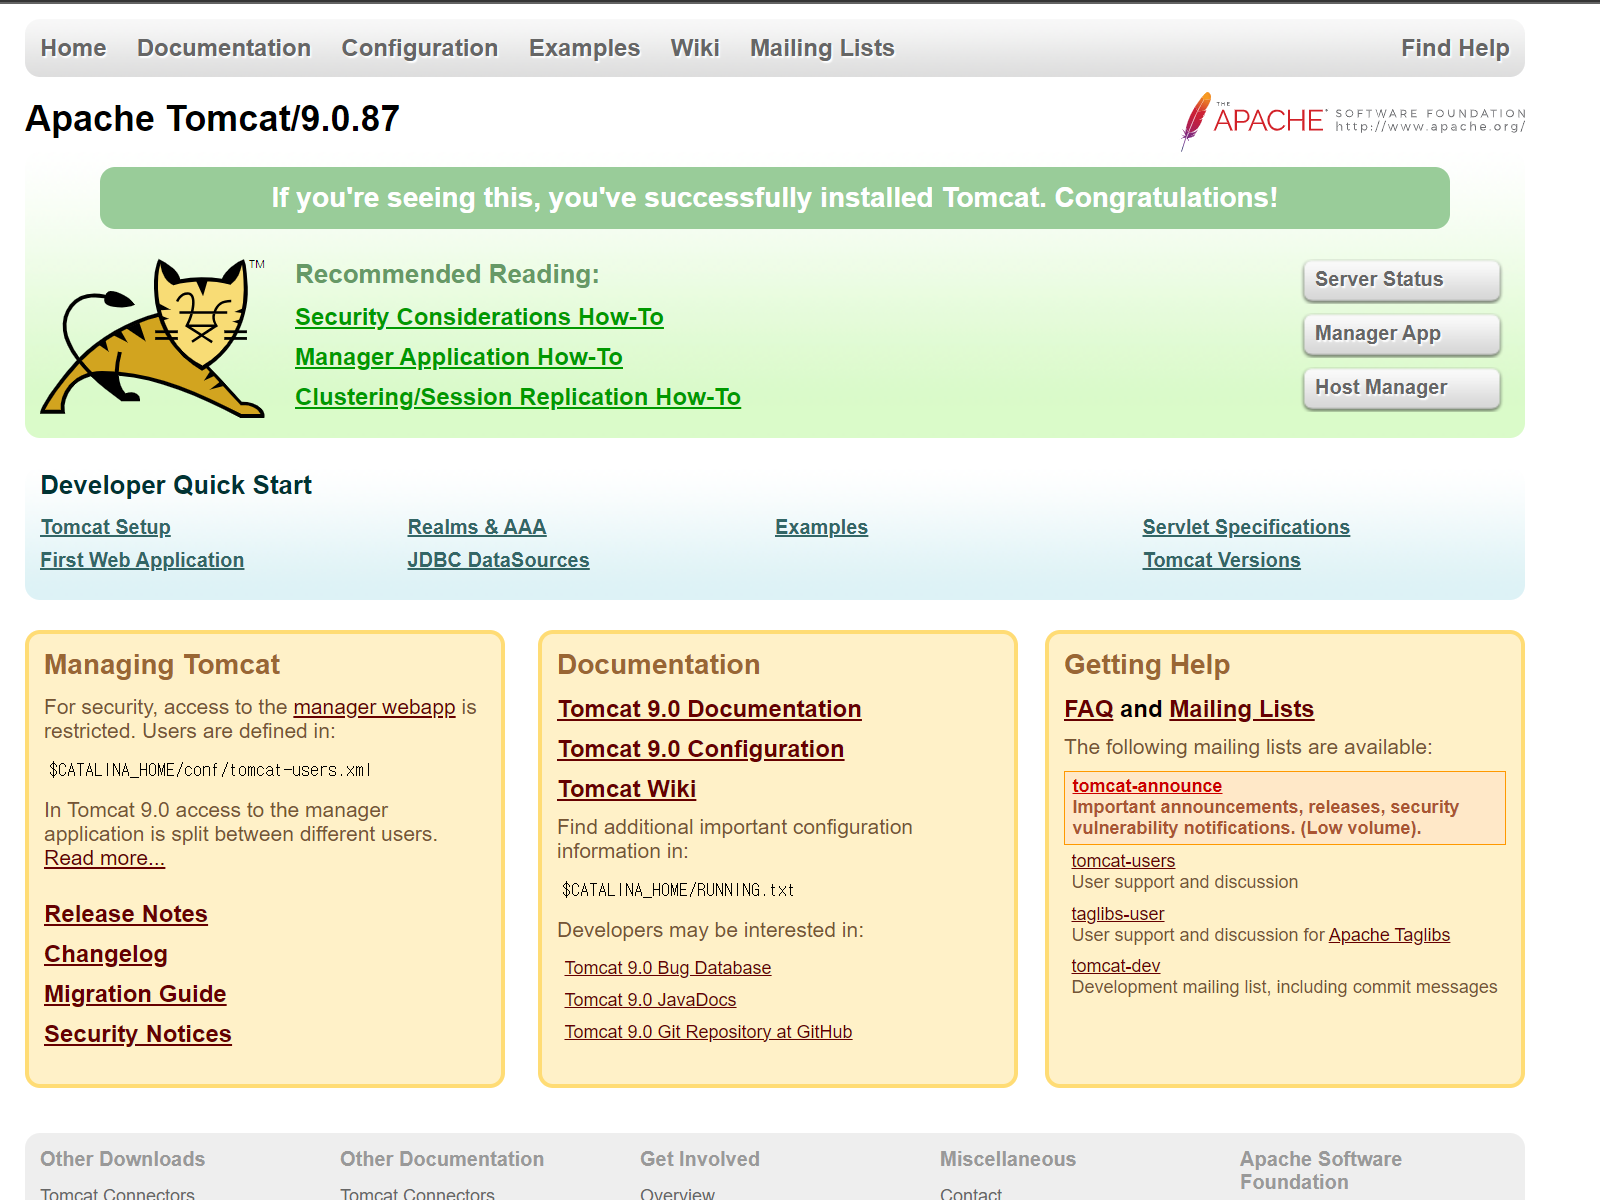 Home Documentation Configuration Examples Wiki Mailing Lists Find Help
Apache Tomcat/9.0.87
THE APACHE SOFTWARE FOUNDATION
http://www.apache.org/
If you're seeing this, you've successfully installed Tomcat. Congratulations!
TM
Recommended Reading:
Security Considerations How-To
Manager Application How-To
Clustering/Session Replication How-To
Server Status
Manager App
Host Manager
Developer Quick Start
Tomcat Setup
First Web Application
Realms & AAA
JDBC DataSources
Examples
Servlet Specifications
Tomcat Versions
Managing Tomcat
For security, access to the manager webapp is
restricted. Users are defined in:
$CATALINA_HOME/conf/tomcat-users.xml
In Tomcat 9.0 access to the manager
application is split between different users.
Read more...
Release Notes
Changelog
Migration Guide
Security Notices
Documentation
Tomcat 9.0 Documentation
Tomcat 9.0 Configuration
Tomcat Wiki
Find additional important configuration
information in:
$CATALINA_HOME/RUNNING.txt
Developers may be interested in:
Tomcat 9.0 Bug Database
Tomcat 9.0 JavaDocs
Tomcat 9.0 Git Repository at GitHub
Getting Help
FAQ and Mailing Lists
The following mailing lists are available:
tomcat-announce
Important announcements, releases, security
vulnerability notifications. (Low volume).
tomcat-users
User support and discussion
taglibs-user
User support and discussion for Apache Taglibs
tomcat-dev
Development mailing list, including commit messages
Other Downloads
Tomcat Connectors
Other Documentation
Tomcat Connectors
Get Involved
Overview
Miscellaneous
Contact
Apache Software
Foundation